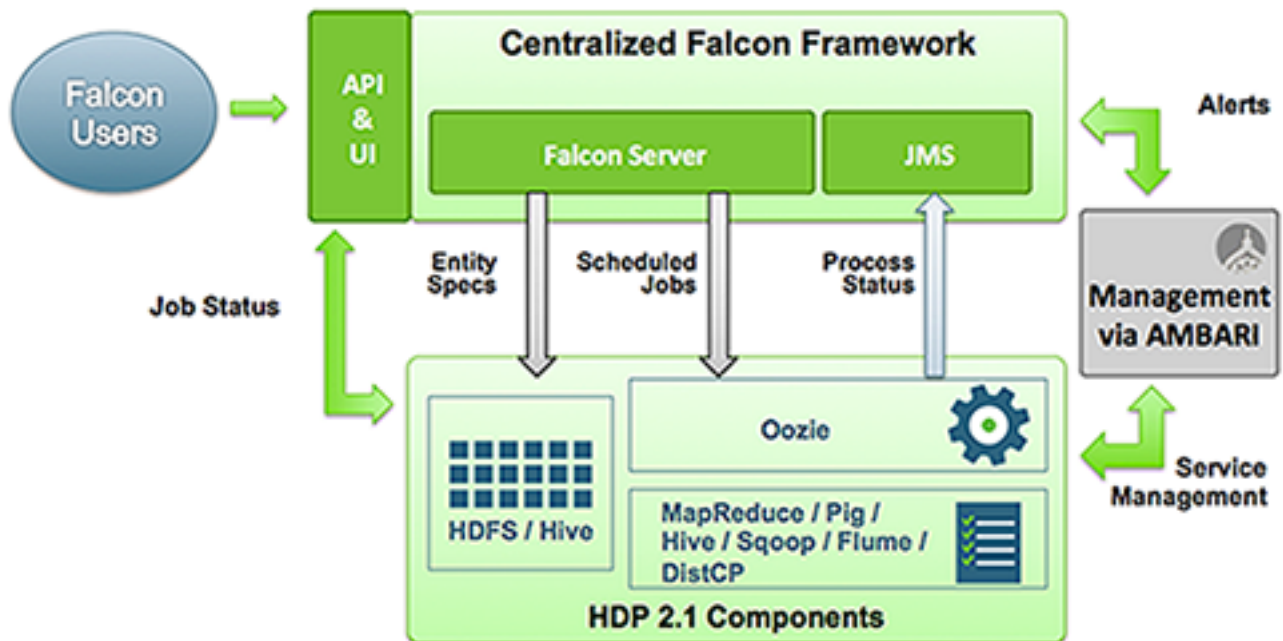 Centralized Falcon Framework
Falcon
Users
API
&
UI
Falcon Server
JMS
Alerts
Entity
Specs
Scheduled
Jobs
Process
Status
Job Status
Management
via AMBARI
Oozie
HDFS / Hive
MapReduce / Pig /
Hive / Sqoop / Flume /
DistCP
Service
Management
HDP 2.1 Components